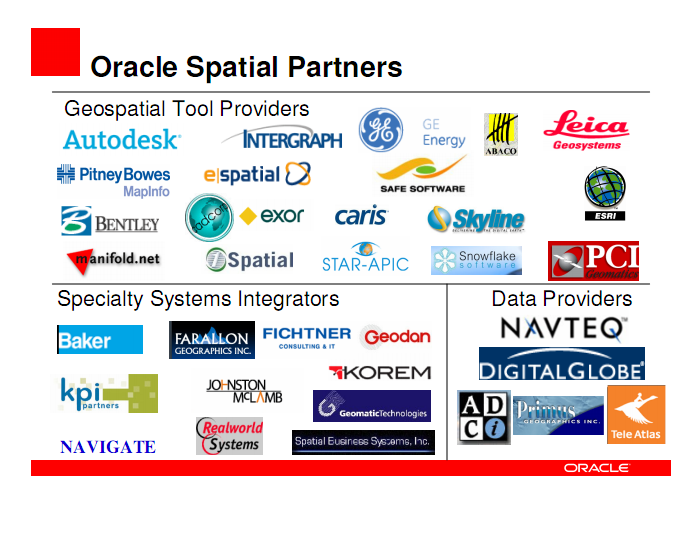 Oracle Spatial Partners
Geospatial Tool Providers
Autodesk
INTERGRAPH
GE
GE
Energy
ABACO
Leica
Geosystems
PitneyBowes
MapInfo
e|spatial
SAFE SOFTWARE
ESRI
BENTLEY
exor
caris
Skyline
manifold.net
iSpatial
STAR-APIC
Snowflake
software
PCI
Geomatics
Specialty Systems Integrators
Data Providers
Baker
FARALLON
GEOGRAPHICS INC.
FICHTNER
CONSULTING & IT
Geodan
NAVTEQ
DIGITALGLOBE
KOREM
kpi
partners
JOHNSTON
MCLAMB
GeomaticTechnologies
ADCi
Primus
GEOGRAPHICS INC.
Tele Atlas
NAVIGATE
Realworld
Systems
Spatial Business Systems, Inc.
ORACLE